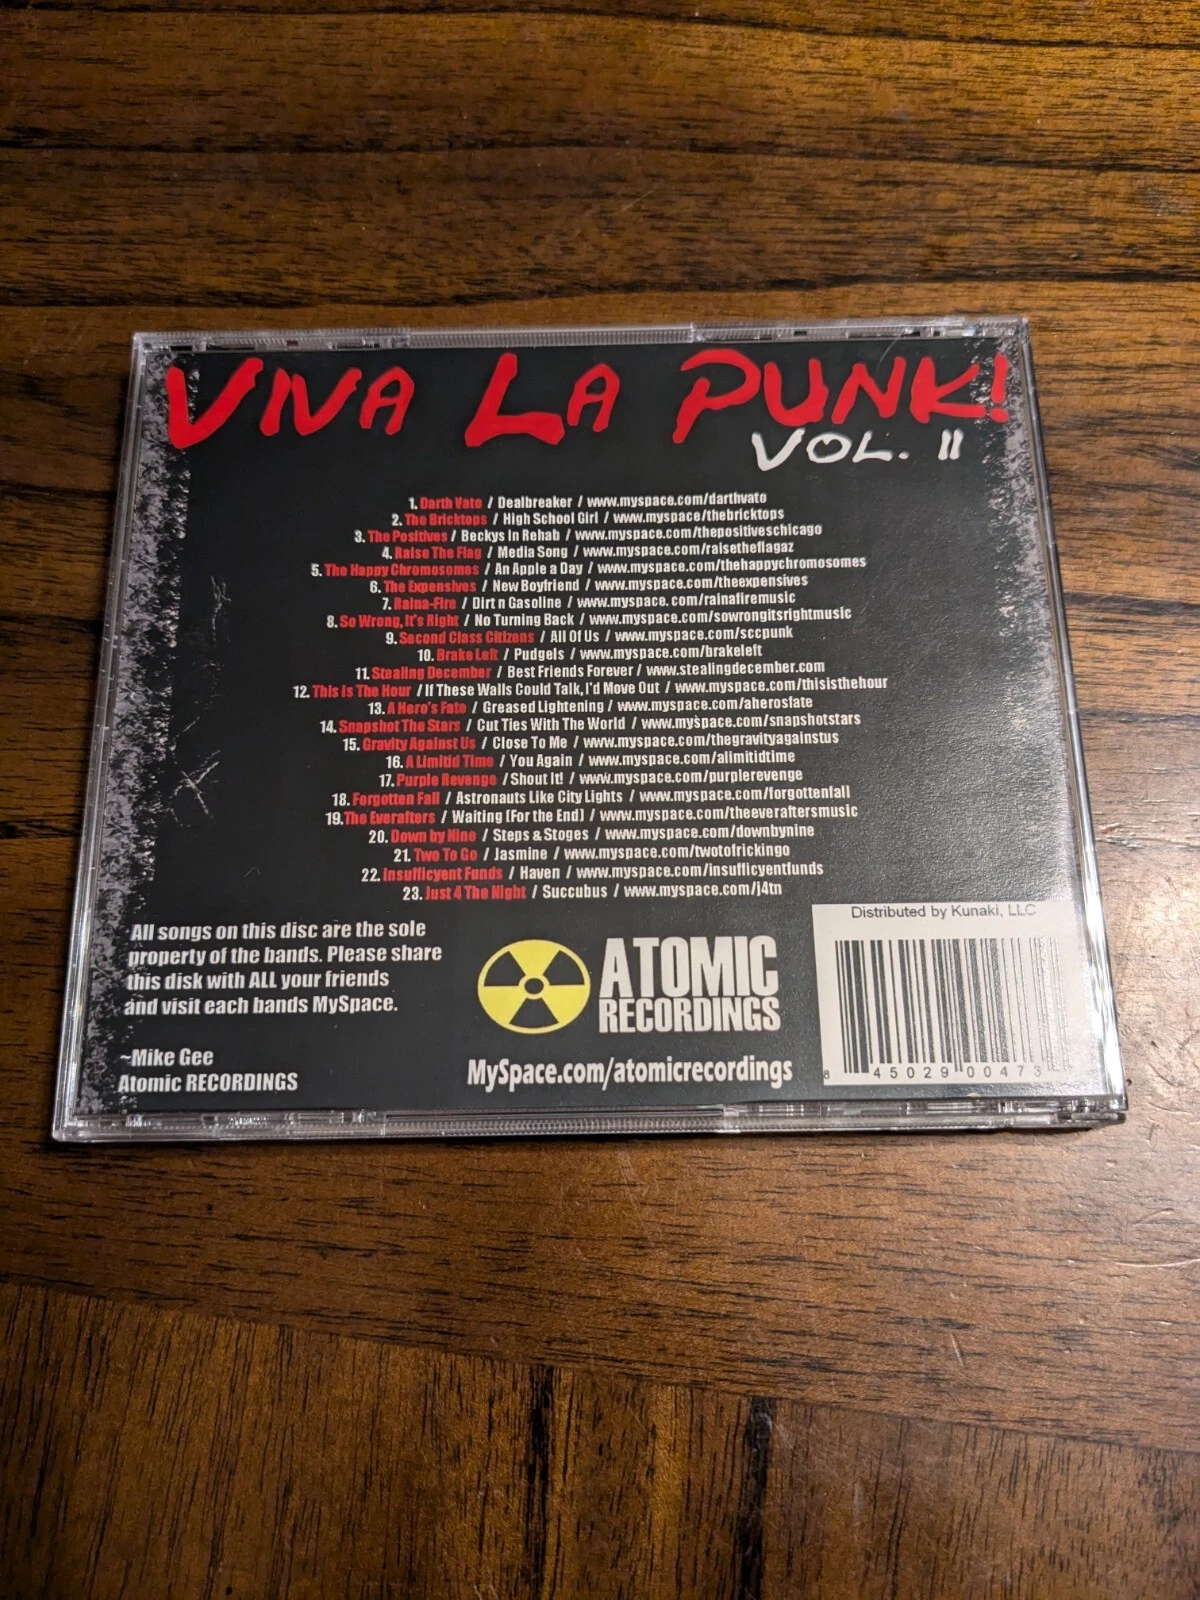 VIVA LA PUNK!
VOL. II
1. Darth Vato / Dealbreaker / www.myspace.com/darthvato
2. The Bricktops / High School Girl / www.myspace/thebricktops
3. The Positives / Beckys In Rehab / www.myspace.com/thepositiveschicago
4. Raise The Flag / Media Song / www.myspace.com/raisetheflagaz
5. The Happy Chromosomes / An Apple a Day / www.myspace.com/thehappychromosomes
6. The Expensives / New Boyfriend / www.myspace.com/theexpensives
7. Raina-Fire / Dirt n Gasoline / www.myspace. com/rainafiremusic
8. So Wrong, It's Right / No Turning Back / www.myspace.com/sowrongitsrightmusic
9. Second Class Citizens / All Of Us / www.myspace.com/sccpunk
10. Brake Left / Pudgels / www.myspace.com/brakeleft
11. Stealing December / Best Friends Forever / www.stealingdecember.com
12. This Is The Hour / If These Walls Could Talk, I'd Move Out / www.myspace.com/thisisthehour
13. A Hero's Fate / Greased Lightening / www.myspace.com/aherosfate
14. Snapshot The Stars / Cut Ties With The World / www.myspace.com/snapshotstars
15. Gravity Against Us / Close To Me / www.myspace.com/thegravityagainstus
16. A Limitid Time / You Again / www.myspace.com/alimitidtime
17. Purple Revenge / Shout It! / www.myspace.com/purplerevenge
18. Forgotten Fall / Astronauts Like City Lights / www.myspace.com/forgottenfall
19. The Everafters / Waiting (For the End) / www.myspace.com/theeveraftersmusic
20. Down by Nine / Steps & Stoges / www.myspace.com/downbynine
21. Two To Go / Jasmine / www.myspace.com/twotofrickingo
22. Insufficyent Funds / Haven / www.myspace.com/insufficyentfunds
23. Just 4 The Night / Succubus / www.myspace.com/j4tn
All songs on this disc are the sole
property of the bands. Please share
this disk with ALL your friends
and visit each bands MySpace.
~Mike Gee
Atomic RECORDINGS
ATOMIC
RECORDINGS
MySpace.com/atomicrecordings
Distributed by Kunaki, LLC
6 45029 00473